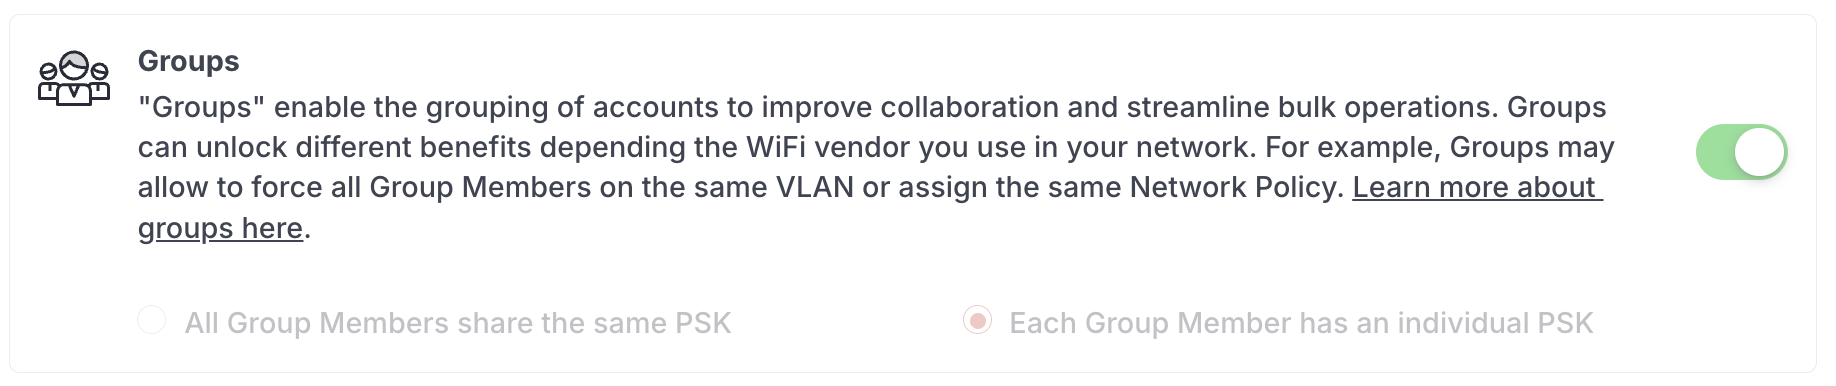 Groups
"Groups" enable the grouping of accounts to improve collaboration and streamline bulk operations. Groups
can unlock different benefits depending the WiFi vendor you use in your network. For example, Groups may
allow to force all Group Members on the same VLAN or assign the same Network Policy. Learn more about
groups here.
All Group Members share the same PSK
Each Group Member has an individual PSK